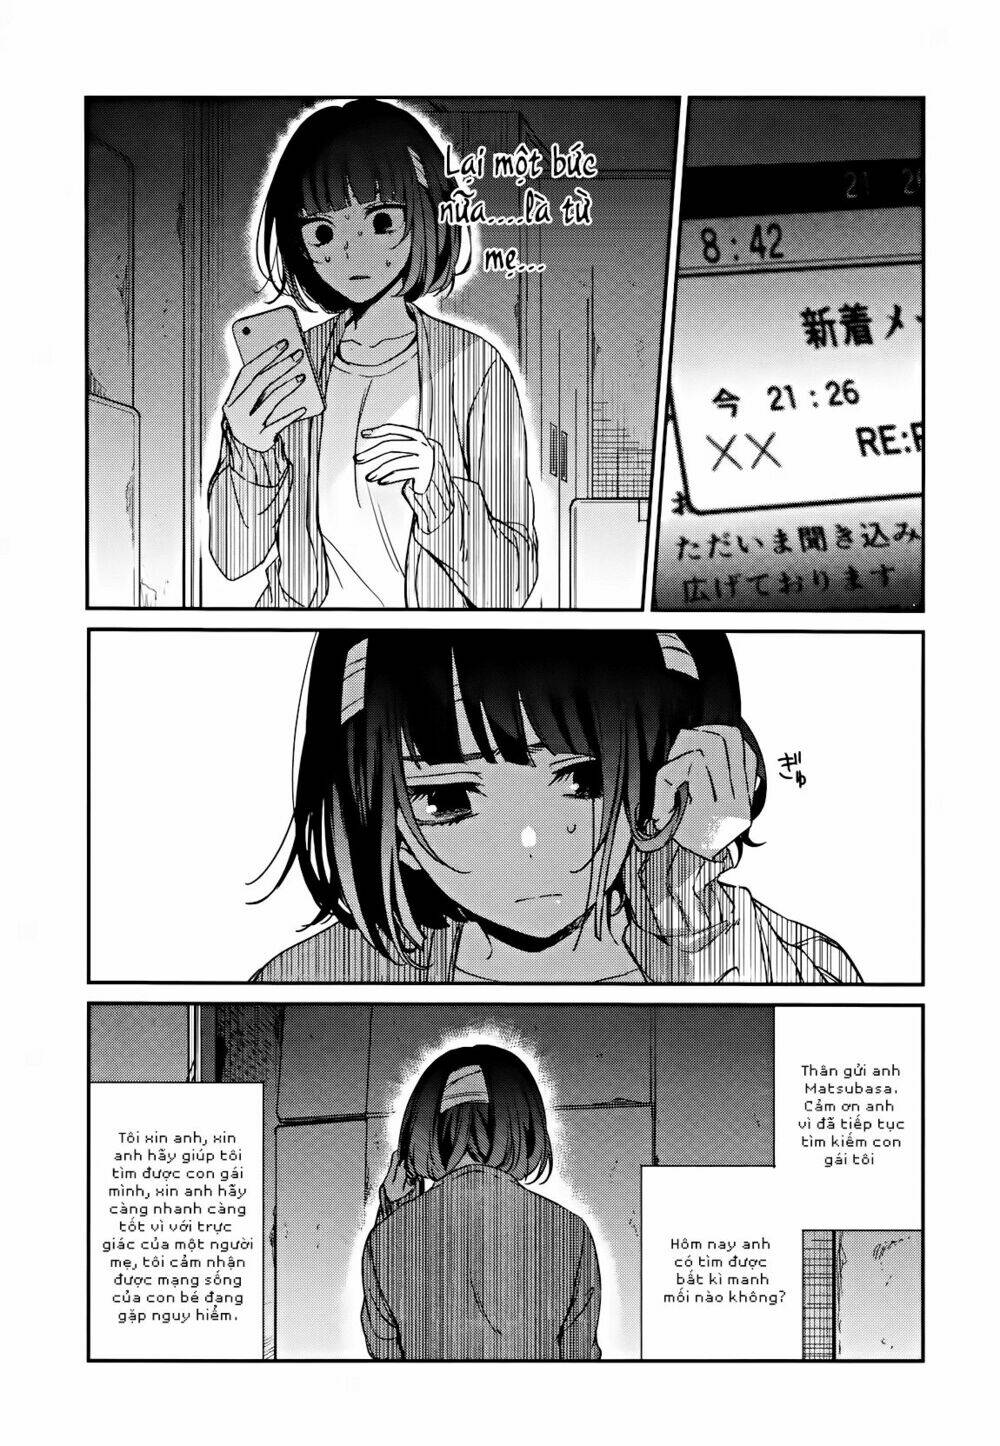 21 2
8:42
新着メッ
今 21:26
XX RE:F
ただいま聞き込み
広げております
Lại một bức
nữa....là từ
mẹ...
ぎゅ
Thân gửi anh
Matsubasa.
Cảm ơn anh
vì đã tiếp tục
tìm kiếm con
gái tôi
Hôm nay anh
có tìm được
bất kì manh
mối nào không?
Tôi xin anh, xin
anh hãy giúp tôi
tìm được con gái
mình, xin anh hãy
càng nhanh càng
tốt vì với trực
giác của một người
mẹ, tôi cảm nhận
được mạng sống
của con bé đang
gặp nguy hiểm.